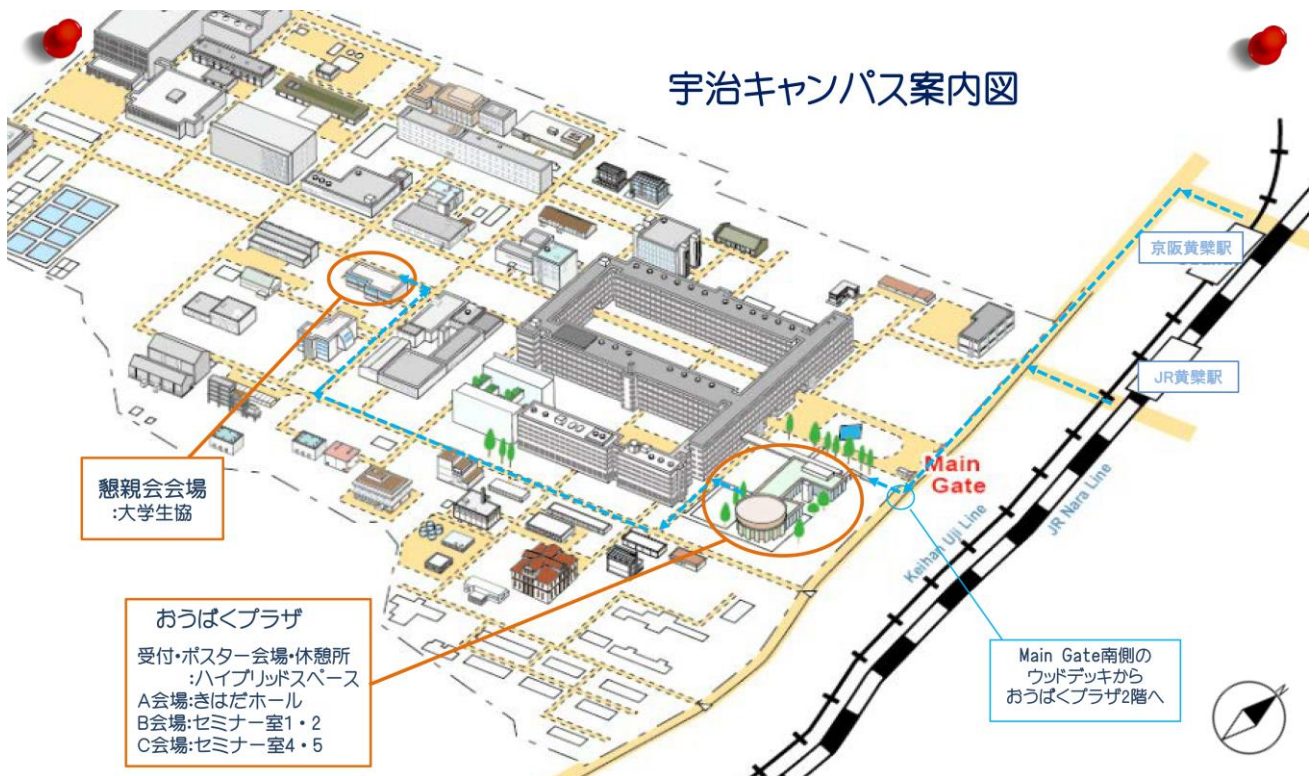 宇治キャンパス案内図
京阪黄檗駅
JR黄檗駅
Main
Gate
Keihan Uji Line
JR Nara Line
懇親会会場
:大学生協
おうばくプラザ
受付・ポスター会場・休憩所
:ハイブリッドスペース
A会場:きはだホール
B会場:セミナー室1・2
C会場:セミナー室4・5
Main Gate南側の
ウッドデッキから
おうばくプラザ2階へ